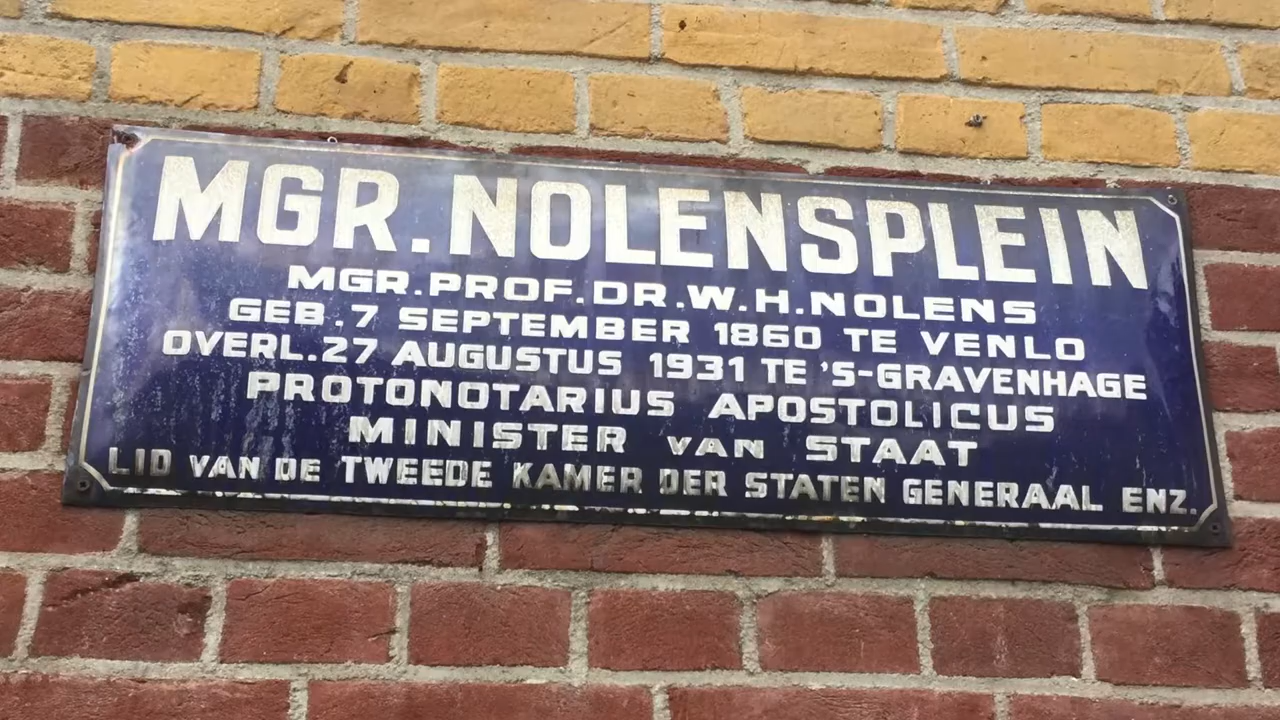 MGR. NOLENSPLEIN
MGR. PROF. DR. W. H. NOLENS
GEB. 7 SEPTEMBER 1860 TE VENLO
OVERL. 27 AUGUSTUS 1931 TE 'S-GRAVENHAGE
PROTONOTARIUS APOSTOLICUS
MINISTER VAN STAAT
LID VAN DE TWEEDE KAMER DER STATEN GENERAAL ENZ.